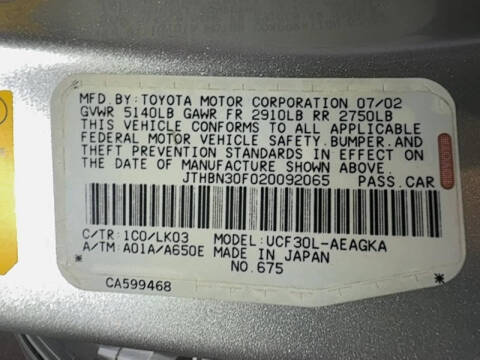 MFD.BY:TOYOTA MOTOR CORPORATION 07/02
GVWR 5140LB GAWR FR 2910LB RR 2750LB
THIS VEHICLE CONFORMS TO ALL APPLICABLE
FEDERAL MOTOR VEHICLE SAFETY.BUMPER.AND
THEFT PREVENTION STANDARDS IN EFFECT ON
THE DATE OF MANUFACTURE SHOWN ABOVE.
JTHBN30F020092065 PASS.CAR
C/TR:1C0/LK03 MODEL:UCF30L-AEAGKA
A/TM:A01A/A650E MADE IN JAPAN
NO.675
CA599468